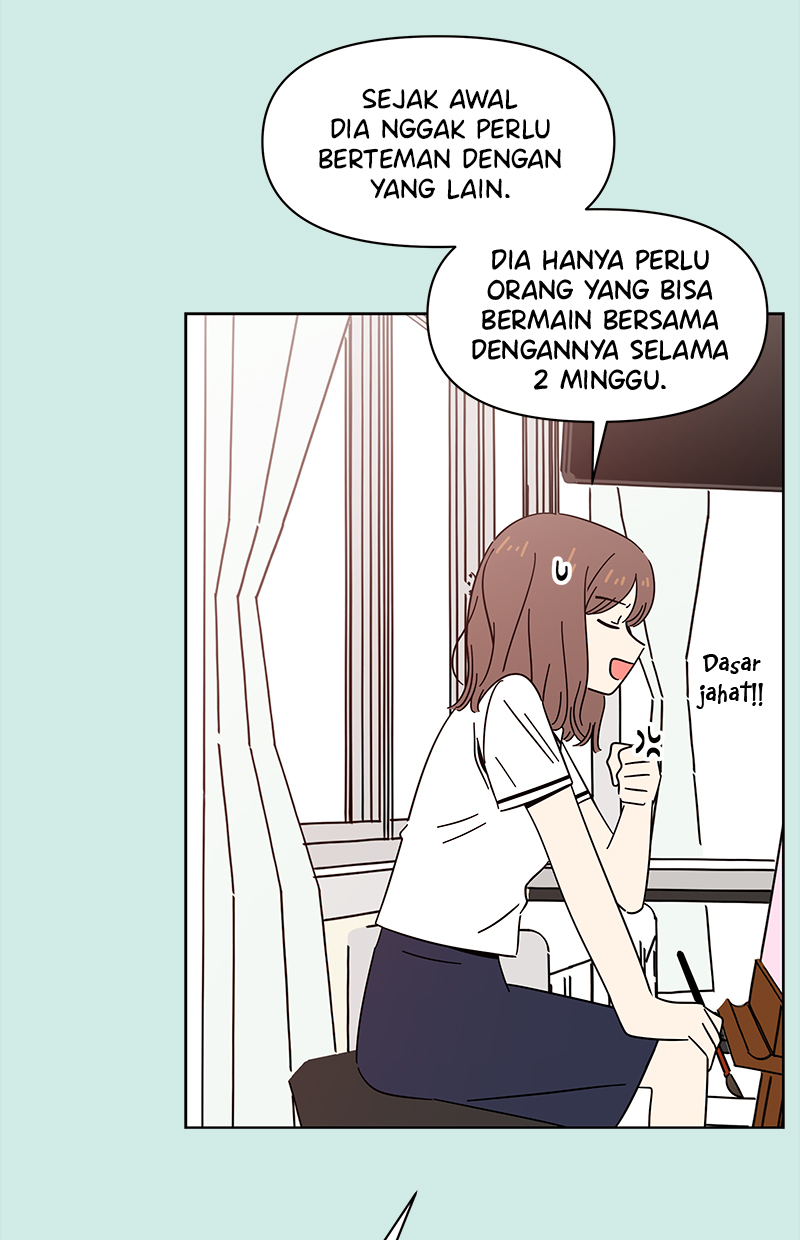 SEJAK AWAL
DIA NGGAK PERLU
BERTEMAN DENGAN
YANG LAIN.
DIA HANYA PERLU
ORANG YANG BISA
BERMAIN BERSAMA
DENGANNYA SELAMA
2 MINGGU.
Dasar
jahat!!